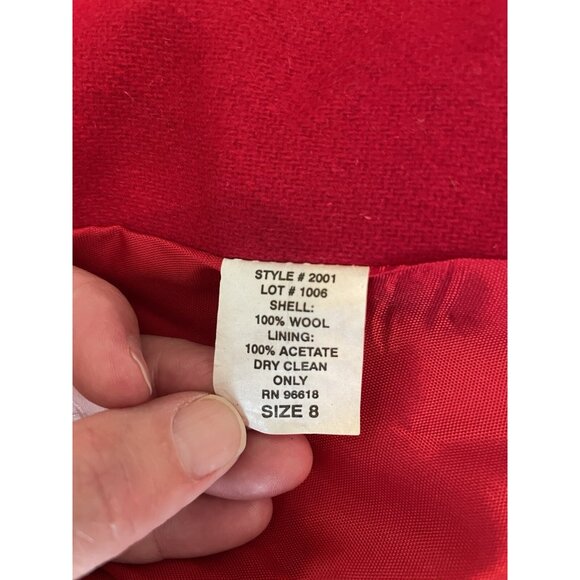 STYLE # 2001
LOT # 1006
SHELL:
100% WOOL
LINING:
100% ACETATE
DRY CLEAN
ONLY
RN 96618
SIZE 8